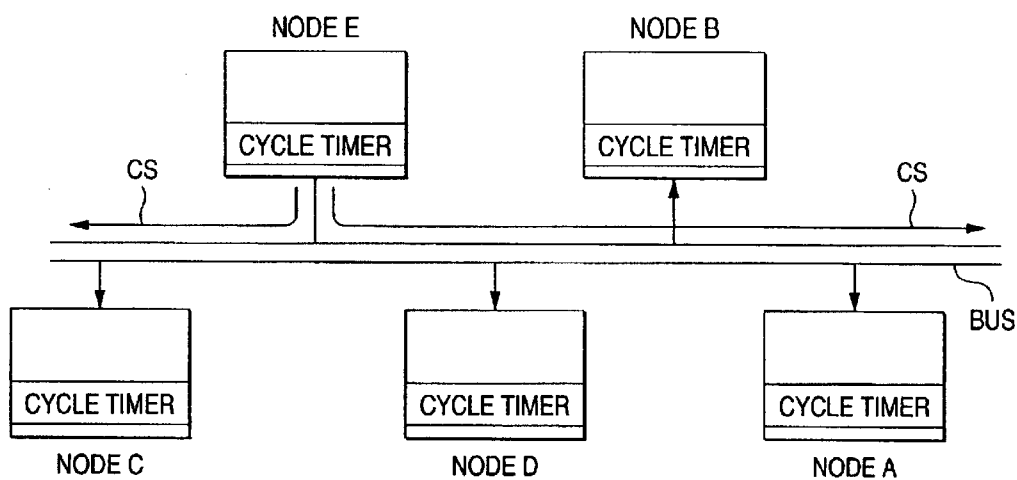 NODE E
NODE B
CYCLE TIMER
CYCLE TIMER
CS
CS
BUS
CYCLE TIMER
CYCLE TIMER
CYCLE TIMER
NODE C
NODE D
NODE A